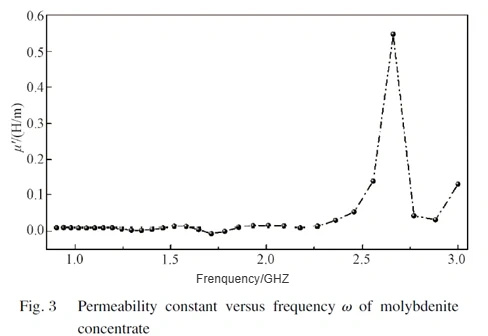 0.6
0.5
0.4
0.3
0.2
0.1
0.0
μ′/(H/m)
1.0 1.5 2.0 2.5 3.0
Frenquency/GHZ
Fig. 3 Permeability constant versus frequency ω of molybdenite
concentrate